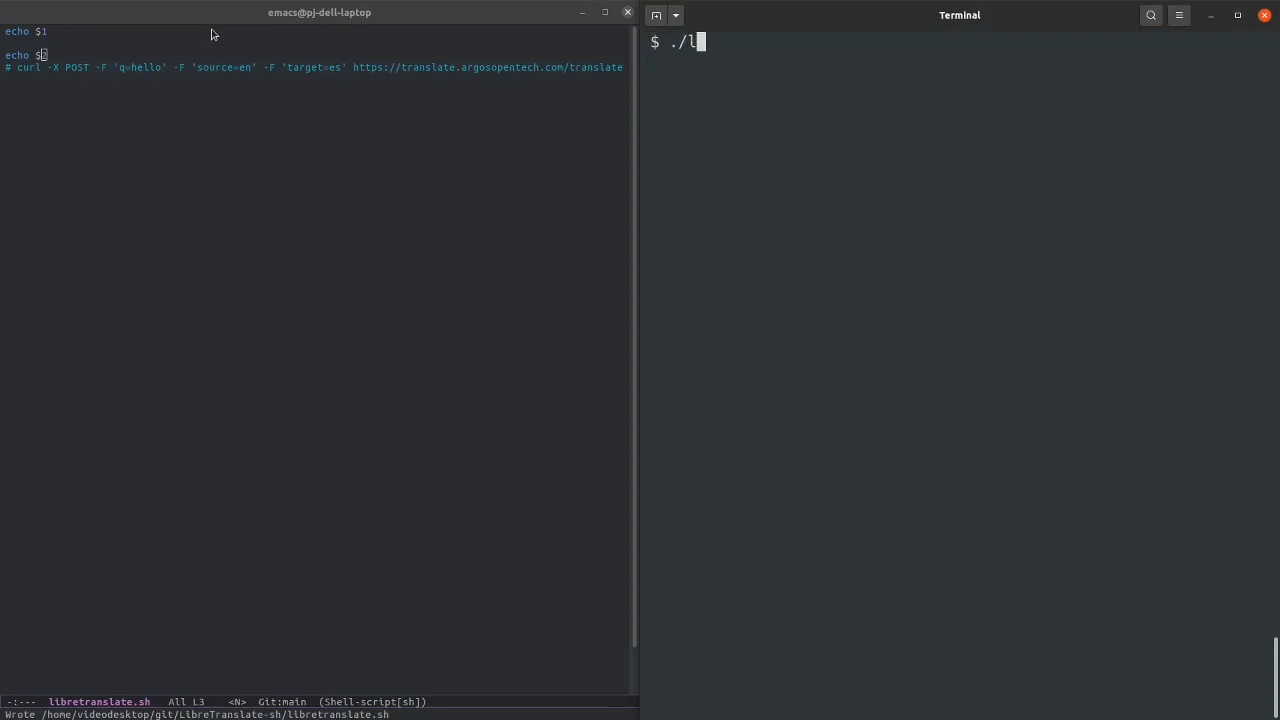 emacs@pj-dell-laptop
echo $1
echo $2
# curl -X POST -F 'q=hello' -F 'source=en' -F 'target=es' https://translate.argosopentech.com/translate
-:--- libretranslate.sh All L3 <N> Git:main (Shell-script[sh])
Wrote /home/videodesktop/git/LibreTranslate-sh/libretranslate.sh
Terminal
$ ./l